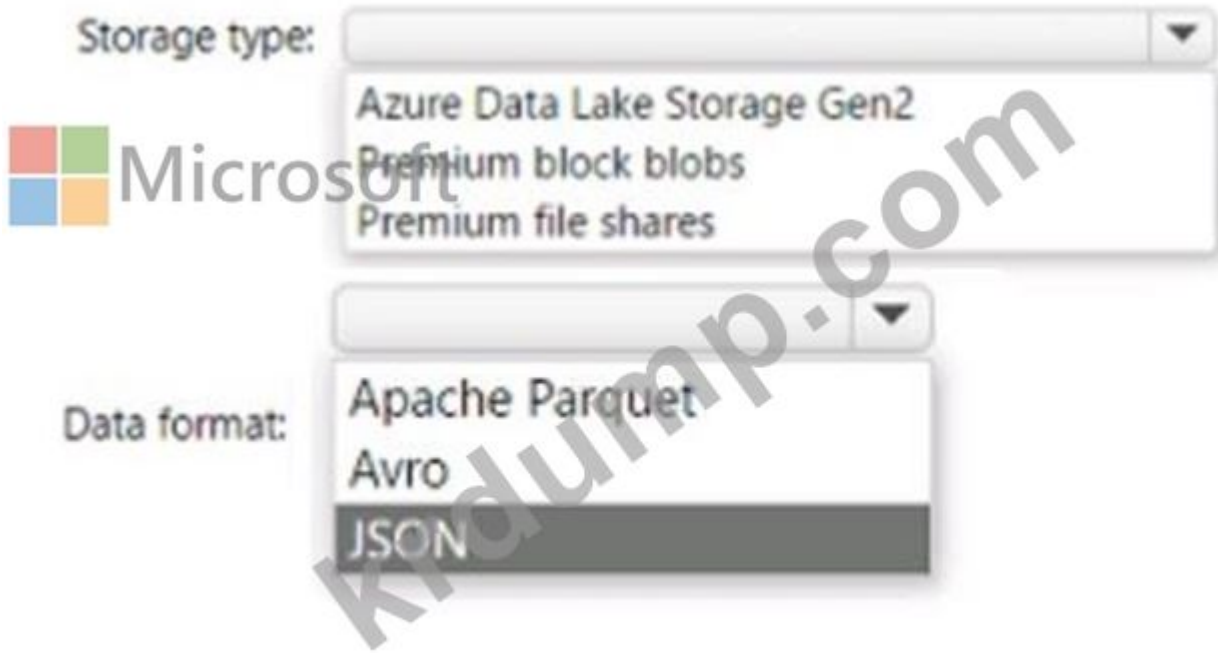 Storage type:
Azure Data Lake Storage Gen2
Microsoft
Premium block blobs
Premium file shares
Data format:
Apache Parquet
Avro
JSON
krdump.com